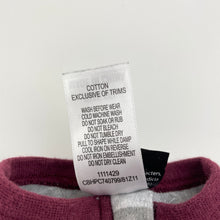 COTTON
EXCLUSIVE OF TRIMS
WASH BEFORE WEAR
COLD MACHINE WASH
DO NOT SOAK OR RUB
DO NOT BLEACH
DO NOT TUMBLE DRY
PULL TO SHAPE WHILE DAMP
COOL IRON ON REVERSE
DO NOT IRON EMBELLISHMENT
DO NOT DRY CLEAN
1111429